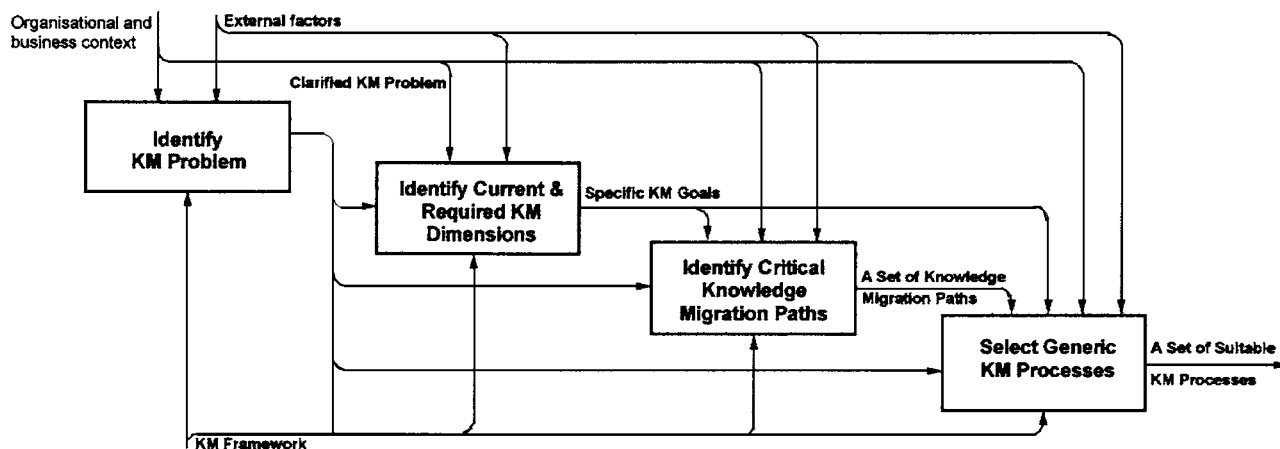 Organisational and
business context
External factors
Clarified KM Problem
Identify
KM Problem
Identify Current &
Required KM
Dimensions
Specific KM Goals
Identify Critical
Knowledge
Migration Paths
A Set of Knowledge
Migration Paths
Select Generic
KM Processes
A Set of Suitable
KM Processes
KM Framework